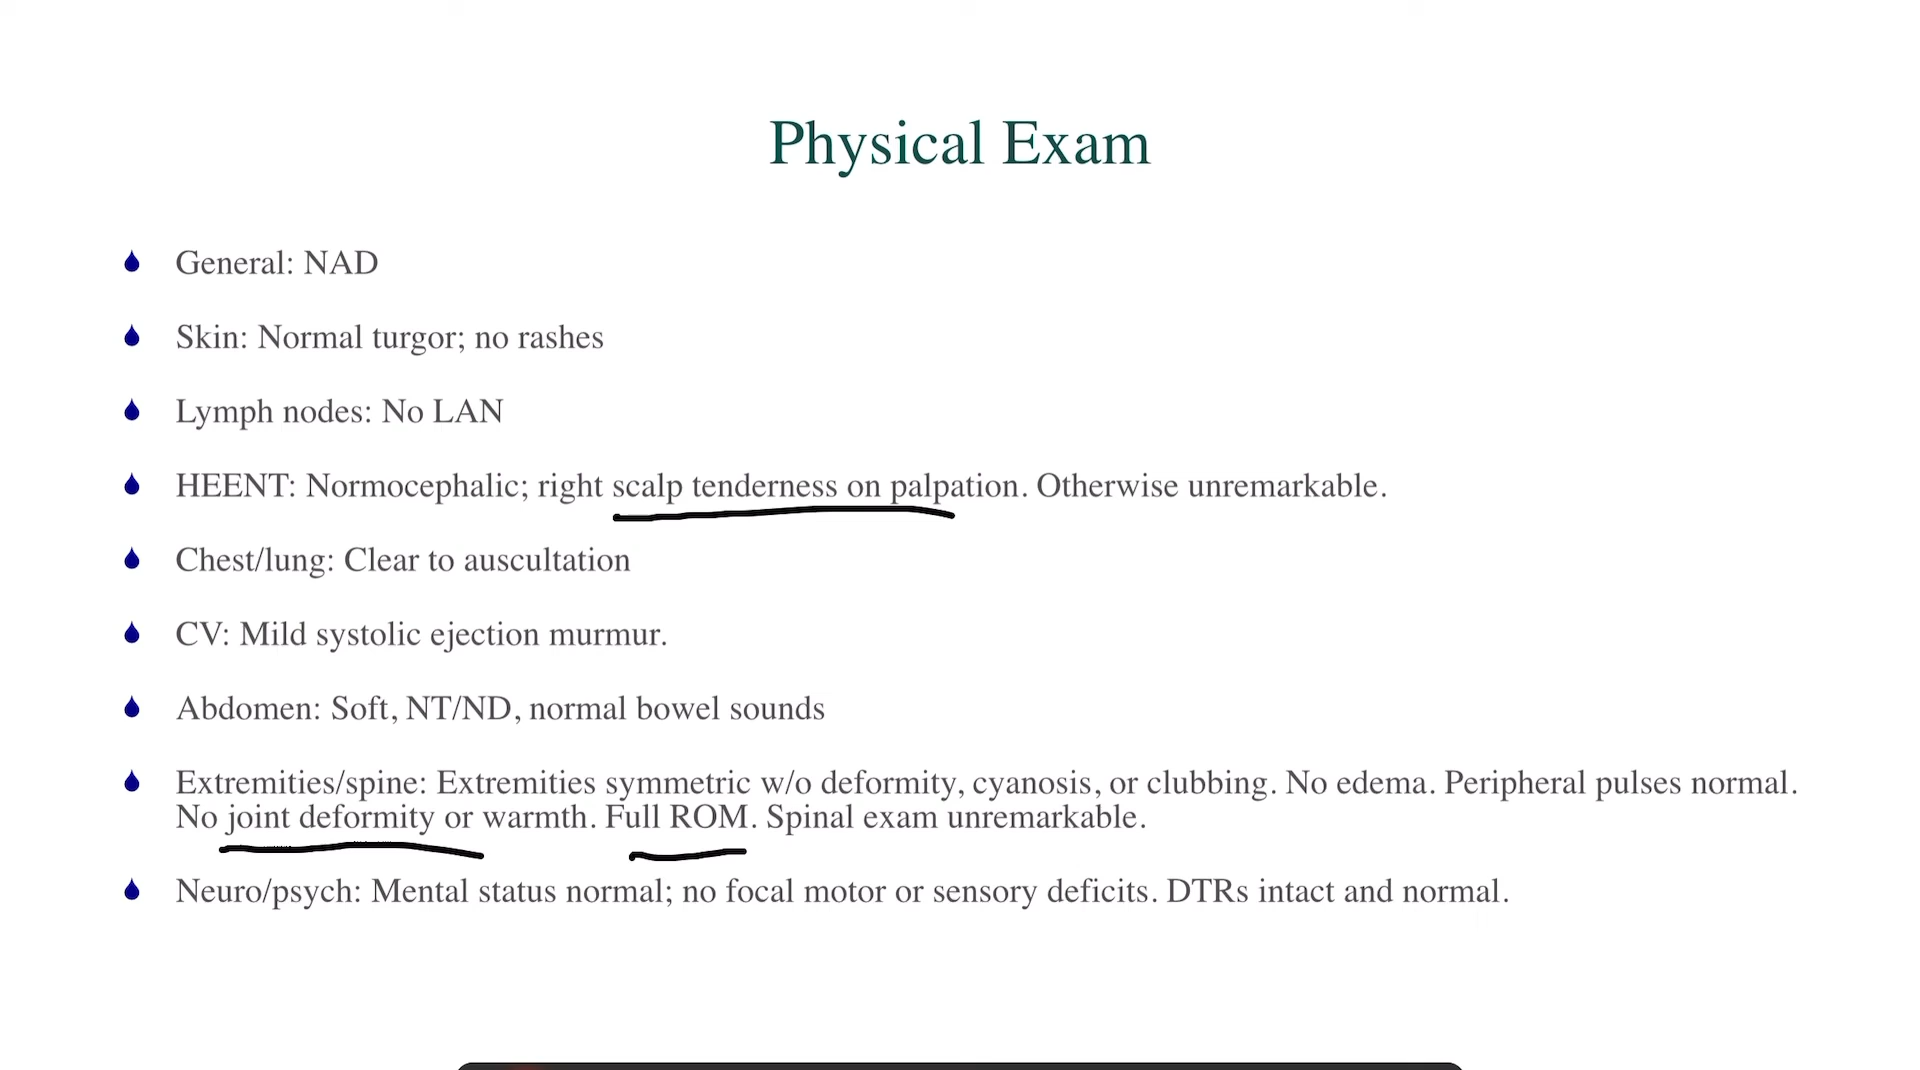 Physical Exam
General: NAD
Skin: Normal turgor; no rashes
Lymph nodes: No LAN
HEENT: Normocephalic; right scalp tenderness on palpation. Otherwise unremarkable.
Chest/lung: Clear to auscultation
CV: Mild systolic ejection murmur.
Abdomen: Soft, NT/ND, normal bowel sounds
Extremities/spine: Extremities symmetric w/o deformity, cyanosis, or clubbing. No edema. Peripheral pulses normal.
No joint deformity or warmth. Full ROM. Spinal exam unremarkable.
Neuro/psych: Mental status normal; no focal motor or sensory deficits. DTRs intact and normal.